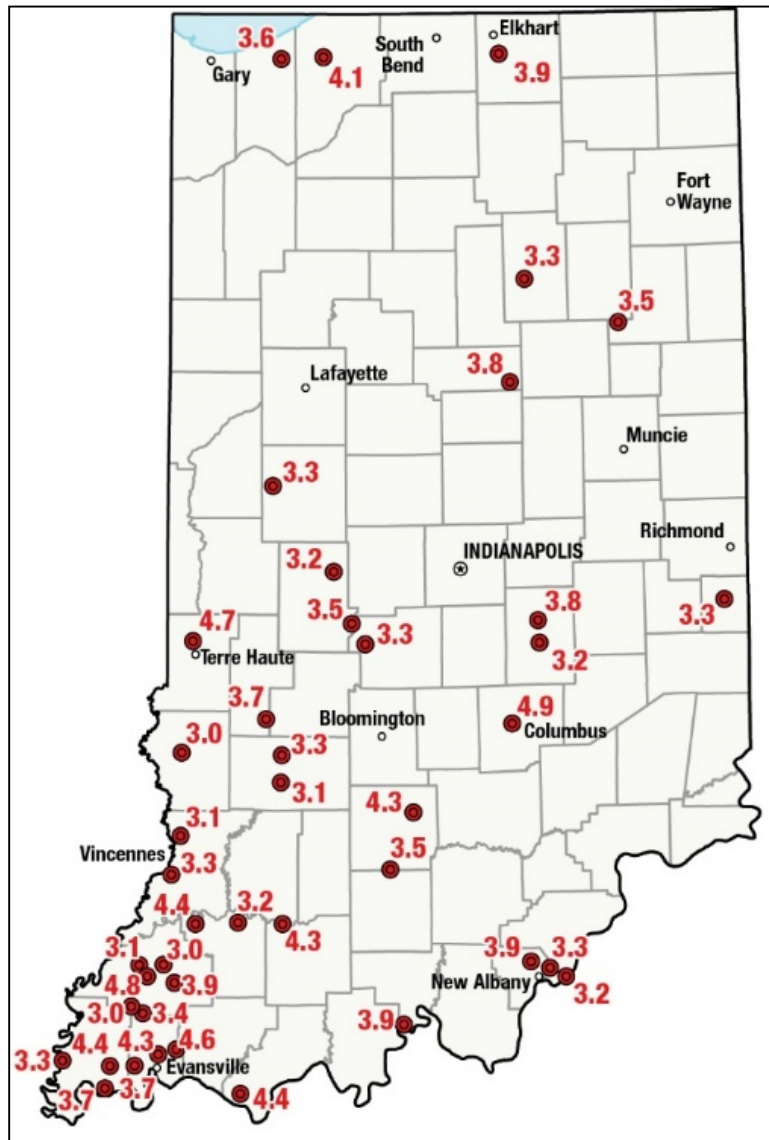 3.6
4.1
South
Bend
Elkhart
3.9
Gary
Fort
Wayne
3.3
3.5
3.8
Lafayette
Muncie
3.3
Richmond
INDIANAPOLIS
3.2
3.5
3.3
3.8
3.2
3.3
4.7
Terre Haute
3.7
Bloomington
4.9
Columbus
3.0
3.3
3.1
4.3
3.1
Vincennes
3.3
3.5
4.4
3.2
4.3
3.1
3.0
4.8
3.9
3.9
3.3
New Albany
3.2
3.0
3.4
3.9
3.3
4.4
4.3
4.6
Evansville
3.7
3.7
4.4